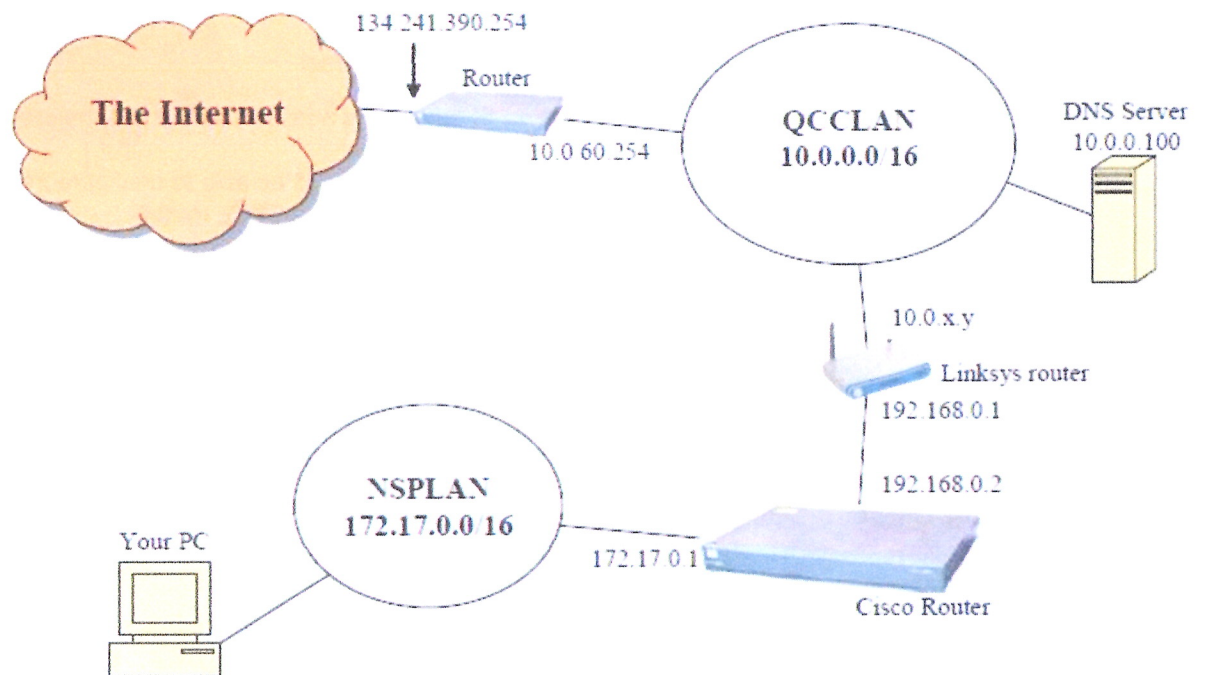 134.241.390.254
Router
The Internet
10.0.60.254
QCCLAN
10.0.0.0/16
DNS Server
10.0.0.100
10.0.x.y
Linksys router
192.168.0.1
192.168.0.2
NSPLAN
172.17.0.0/16
172.17.0.1
Cisco Router
Your PC